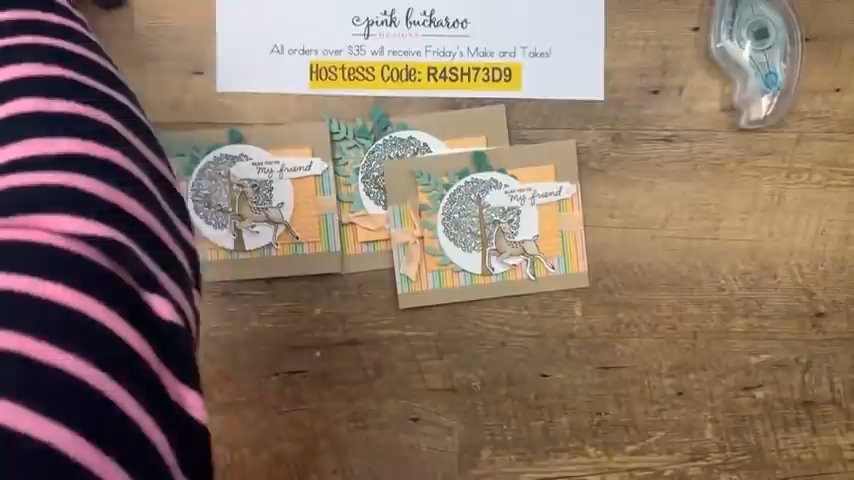 pink buckaroo
DESIGNS
All orders over $35 will receive Friday's Make and Takes!
Hostess Code: R4SH73D9
my friend
my friend